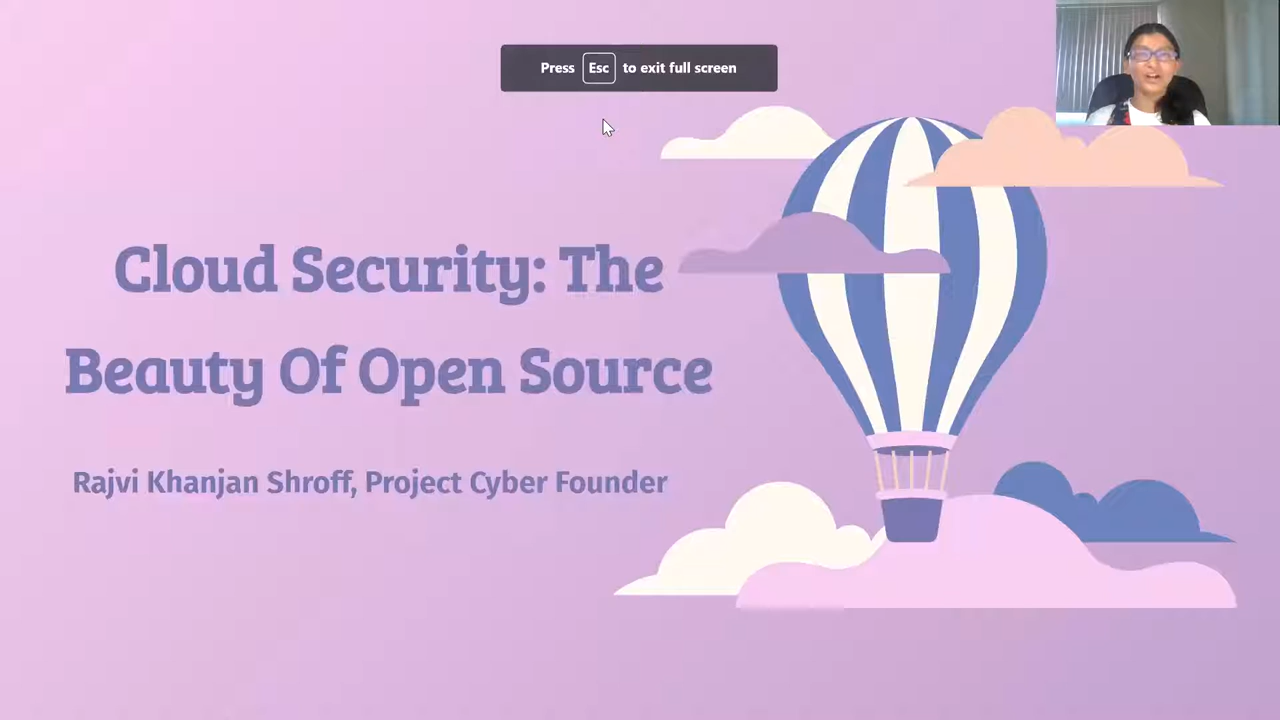 Press Esc to exit full screen
Cloud Security: The
Beauty Of Open Source
Rajvi Khanjan Shroff, Project Cyber Founder